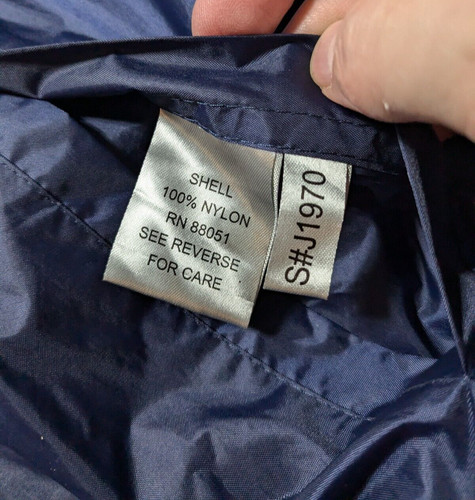 SHELL
100% NYLON
RN 88051
SEE REVERSE
FOR CARE
S#J1970